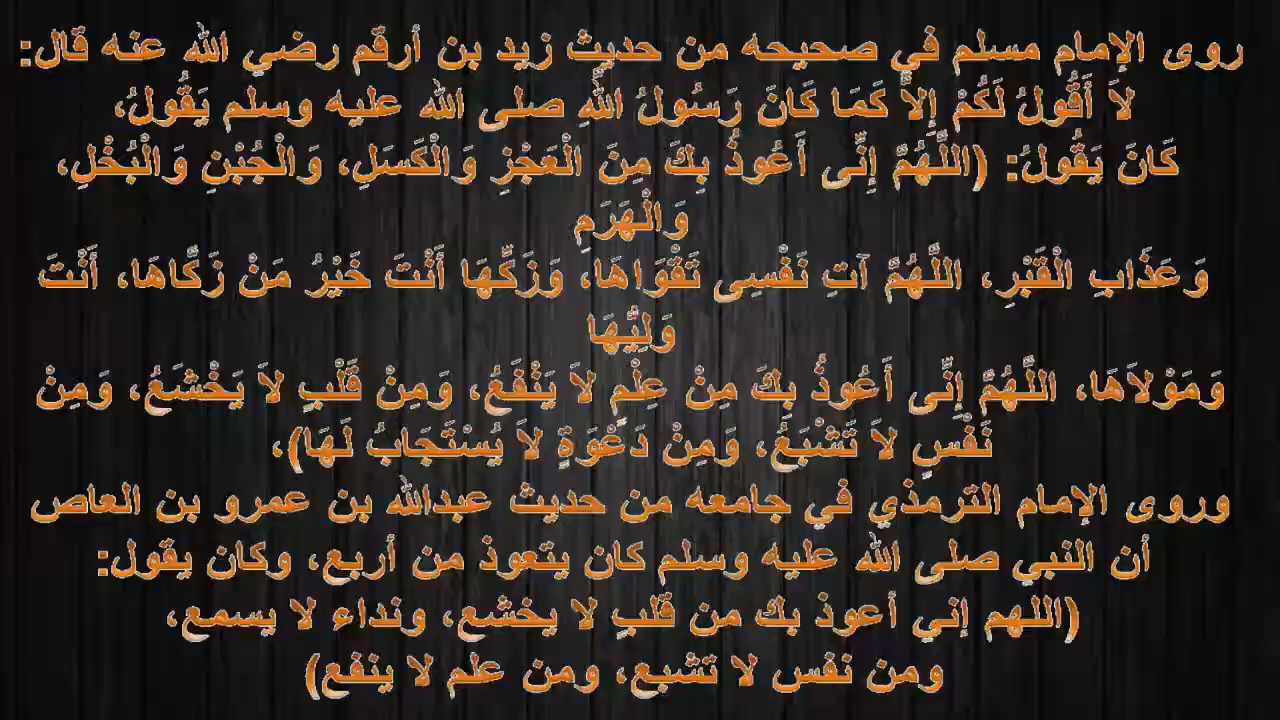 روى الإمام مسلم في صحيحه من حديث زيد بن أرقم رضي الله عنه قال:
لاَ أَقُولُ لَكُمْ إِلاَّ كَمَا كَانَ رَسُولُ اللَّهِ صلى الله عليه وسلم يَقُولُ،
كَانَ يَقُولُ: (اللَّهُمَّ إِنِّى أَعُوذُ بِكَ مِنَ الْعَجْزِ وَالْكَسَلِ، وَالْجُبْنِ وَالْبُخْلِ،
وَالْهَرَمِ
وَعَذَابِ الْقَبْرِ، اللَّهُمَّ آتِ نَفْسِى تَقْوَاهَا، وَزَكِّهَا أَنْتَ خَيْرُ مَنْ زَكَّاهَا، أَنْتَ
وَلِيُّهَا
وَمَوْلاَهَا، اللَّهُمَّ إِنِّى أَعُوذُ بِكَ مِنْ عِلْمٍ لاَ يَنْفَعُ، وَمِنْ قَلْبٍ لاَ يَخْشَعُ، وَمِنْ
نَفْسٍ لاَ تَشْبَعُ، وَمِنْ دَعْوَةٍ لاَ يُسْتَجَابُ لَهَا)،
وروى الإمام الترمذي في جامعه من حديث عبدالله بن عمرو بن العاص
أن النبي صلى الله عليه وسلم كان يتعوذ من أربع، وكان يقول:
(اللهم إني أعوذ بك من قلبٍ لا يخشع، ونداء لا يسمع،
ومن نفس لا تشبع، ومن علم لا ينفع)